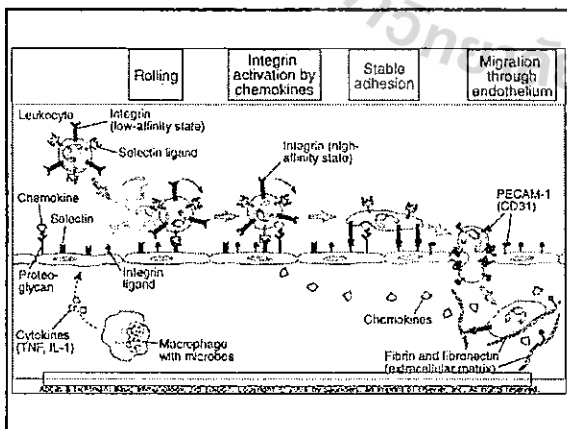 Rolling
Integrin
activation by
chemokines
Stable
adhesion
Migration
through
endothelium
Leukocyte
Integrin
(low-affinity state)
Selectin ligand
Integrin (high-
affinity state)
PECAM-1
(CD31)
Chemokine
Selectin
Proteo-
glycan
Integrin
ligand
Cytokines
(TNF, IL-1)
Macrophage
with microbes
Chemokines
Fibrin and fibronectin
(extracellular matrix)